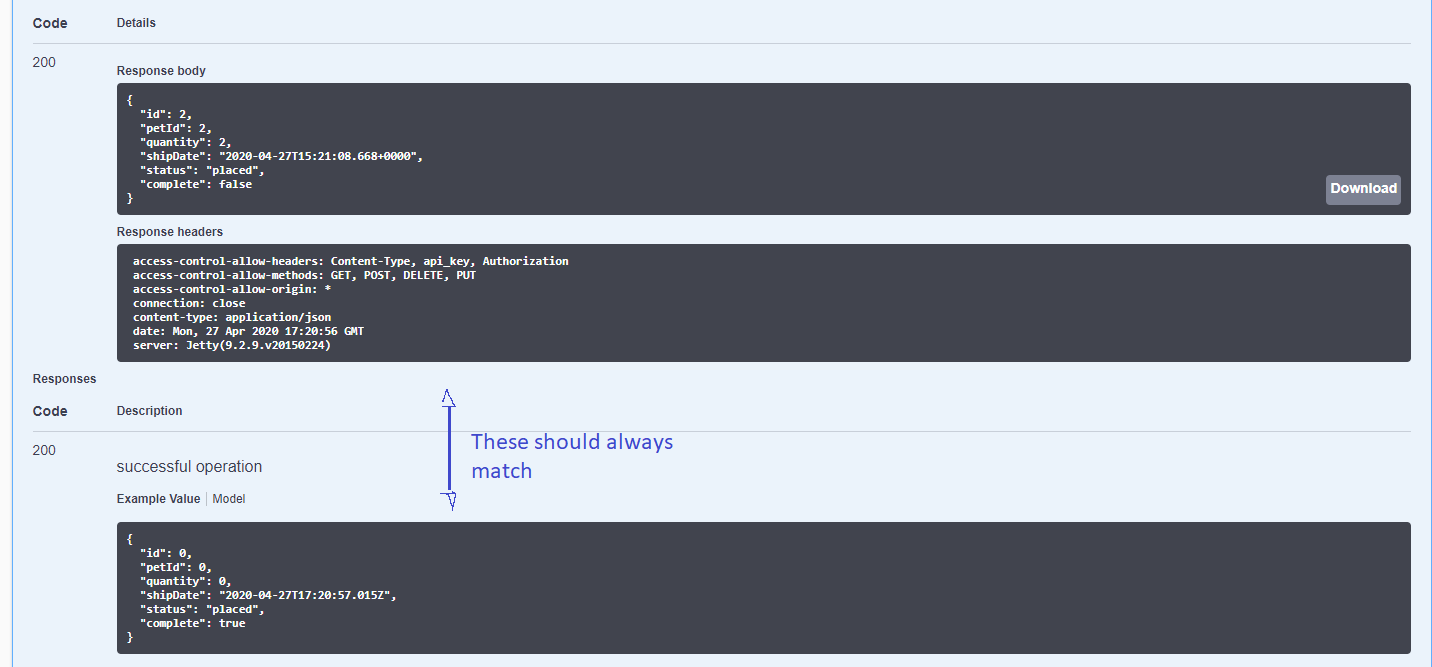 Code Details
200
Response body
{
"id": 2,
"petId": 2,
"quantity": 2,
"shipDate": "2020-04-27T15:21:08.668+0000",
"status": "placed",
"complete": false
}
Download
Response headers
access-control-allow-headers: Content-Type, api_key, Authorization
access-control-allow-methods: GET, POST, DELETE, PUT
access-control-allow-origin: *
connection: close
content-type: application/json
date: Mon, 27 Apr 2020 17:20:56 GMT
server: Jetty(9.2.9.v20150224)
Responses
Code Description
These should always
match
200
successful operation
Example Value Model
{
"id": 0,
"petId": 0,
"quantity": 0,
"shipDate": "2020-04-27T17:20:57.015Z",
"status": "placed",
"complete": true
}